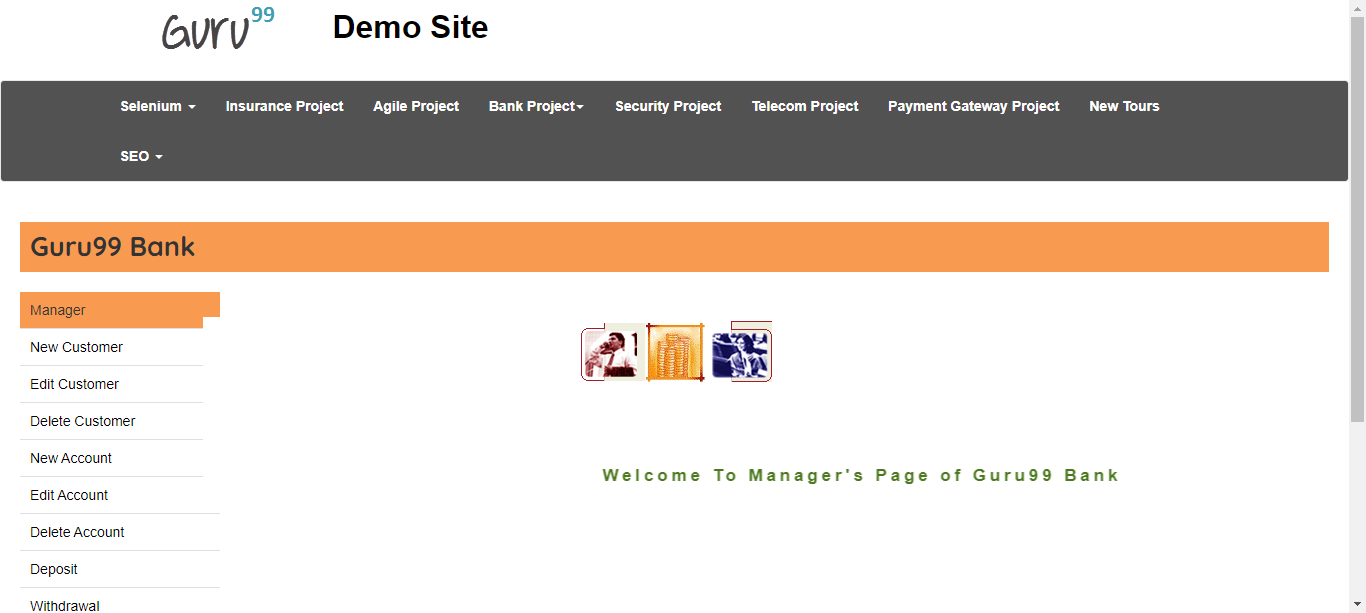 Guru99 Demo Site
Selenium Insurance Project Agile Project Bank Project Security Project Telecom Project Payment Gateway Project New Tours
SEO
Guru99 Bank
Manager
New Customer
Edit Customer
Delete Customer
New Account
Edit Account
Delete Account
Deposit
Withdrawal
Welcome To Manager's Page of Guru99 Bank